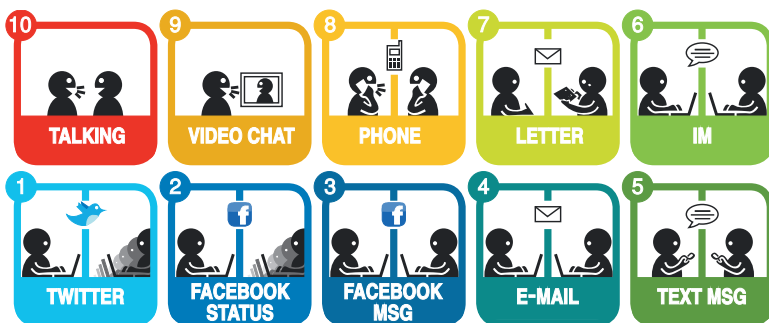 10
TALKING
9
VIDEO CHAT
8
PHONE
7
LETTER
6
IM
1
TWITTER
2
f
FACEBOOK
STATUS
3
f
FACEBOOK
MSG
4
E-MAIL
5
TEXT MSG